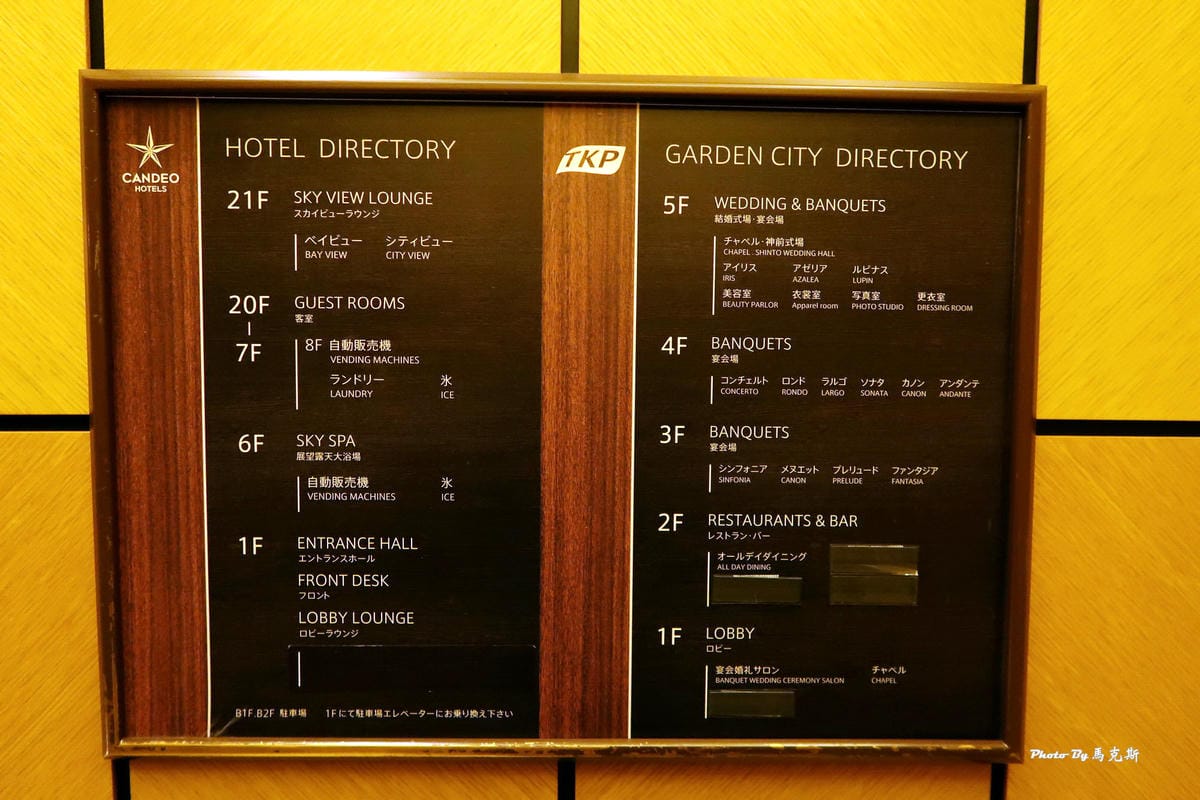 CANDEO
HOTELS
HOTEL DIRECTORY
21F SKY VIEW LOUNGE
スカイビューラウンジ
ベイビュー シティビュー
BAY VIEW CITY VIEW
20F GUEST ROOMS
客室
7F 8F 自動販売機
VENDING MACHINES
ランドリー 氷
LAUNDRY ICE
6F SKY SPA
展望露天大浴場
自動販売機 氷
VENDING MACHINES ICE
1F ENTRANCE HALL
エントランスホール
FRONT DESK
フロント
LOBBY LOUNGE
ロビーラウンジ
B1F.B2F 駐車場 1Fにて駐車場エレベーターにお乗り換え下さい
TKP
GARDEN CITY DIRECTORY
5F WEDDING & BANQUETS
結婚式場・宴会場
チャペル・神前式場
CHAPEL . SHINTO WEDDING HALL
アイリス アゼリア ルピナス
IRIS AZALEA LUPIN
美容室 衣裳室 写真室 更衣室
BEAUTY PARLOR Apparel room PHOTO STUDIO DRESSING ROOM
4F BANQUETS
宴会場
コンチェルト ロンド ラルゴ ソナタ カノン アンダンテ
CONCERTO RONDO LARGO SONATA CANON ANDANTE
3F BANQUETS
宴会場
シンフォニア メヌエット プレリュード ファンタジア
SINFONIA CANON PRELUDE FANTASIA
2F RESTAURANTS & BAR
レストラン・バー
オールデイダイニング
ALL DAY DINING
1F LOBBY
ロビー
宴会婚礼サロン チャペル
BANQUET WEDDING CEREMONY SALON CHAPEL
Photo By 馬克斯